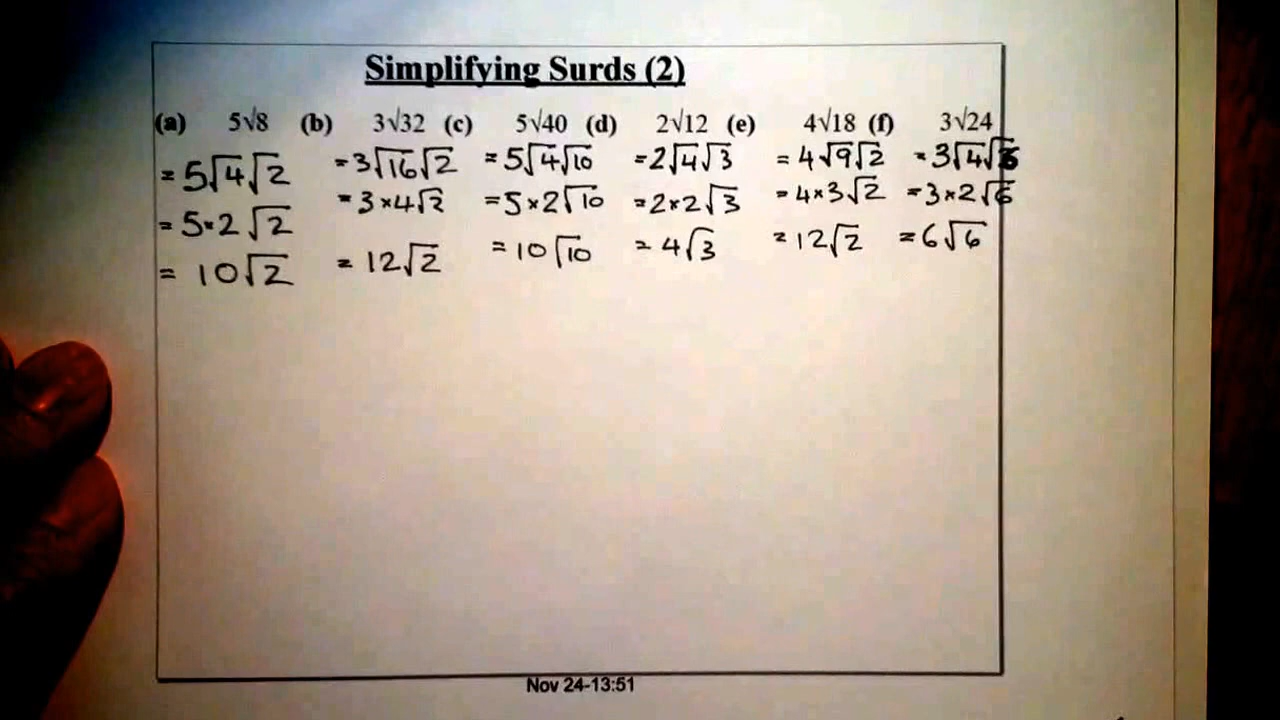 Simplifying Surds (2)
(a) 5√8 (b) 3√32 (c) 5√40 (d) 2√12 (e) 4√18 (f) 3√24
= 5√4√2 = 3√16√2 = 5√4√10 = 2√4√3 = 4√9√2 = 3√4√6
= 5×2√2 = 3×4√2 = 5×2√10 = 2×2√3 = 4×3√2 = 3×2√6
= 10√2 = 12√2 = 10√10 = 4√3 = 12√2 = 6√6
Nov 24-13:51